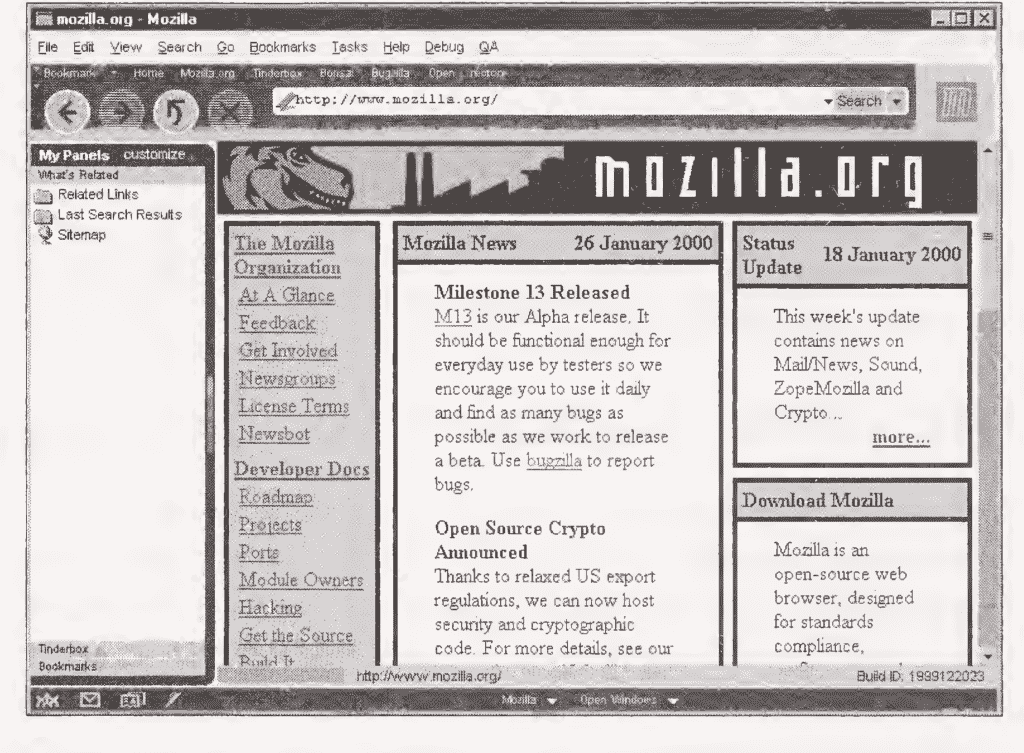 mozilla.org - Mozilla
File Edit View Search Go Bookmarks Tasks Help Debug QA
Bookmark Home Mozilla.org Tinderbox Bonsai Bugzilla Open
http://www.mozilla.org/ Search
My Panels customize
What's Related
Related Links
Last Search Results
Sitemap
Tinderbox
Bookmarks
mozilla.org
The Mozilla
Organization
At A Glance
Feedback
Get Involved
Newsgroups
License Terms
Newsbot
Developer Docs
Roadmap
Projects
Ports
Module Owners
Hacking
Get the Source
Build It
Mozilla News 26 January 2000
Milestone 13 Released
M13 is our Alpha release. It
should be functional enough for
everyday use by testers so we
encourage you to use it daily
and find as many bugs as
possible as we work to release
a beta. Use bugzilla to report
bugs.
Open Source Crypto
Announced
Thanks to relaxed US export
regulations, we can now host
security and cryptographic
code. For more details, see our
Status
Update 18 January 2000
This week's update
contains news on
Mail/News, Sound,
ZopeMozilla and
Crypto...
more...
Download Mozilla
Mozilla is an
open-source web
browser, designed
for standards
compliance,
http://www.mozilla.org/ Build ID: 1999122023
Mozilla Open Windows